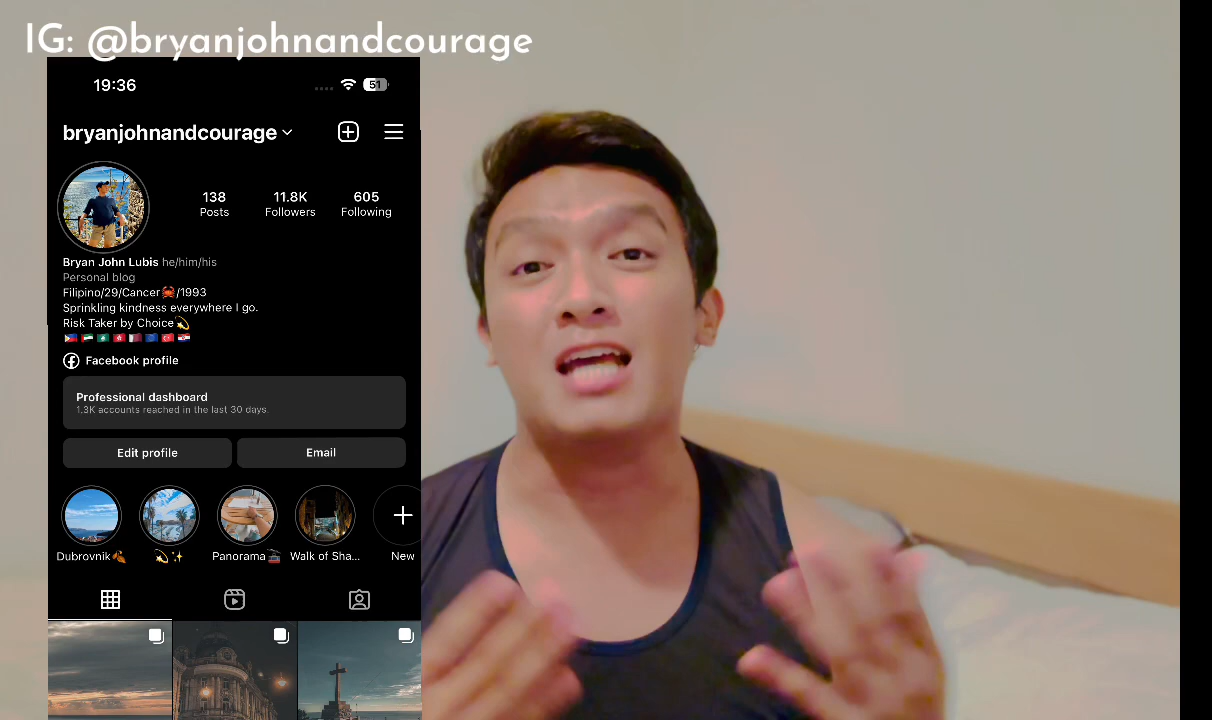 IG: @bryanjohnandcourage
19:36
51
bryanjohnandcourage
138
11.8K
605
Posts
Followers
Following
Bryan John Lubis he/him/his
Personal blog
Filipino/29/Cancer🦀/1993
Sprinkling kindness everywhere I go.
Risk Taker by Choice💫
Facebook profile
Professional dashboard
1.3K accounts reached in the last 30 days.
Edit profile
Email
Dubrovnik🍂
💫✨
Panorama🚡
Walk of Sha...
New